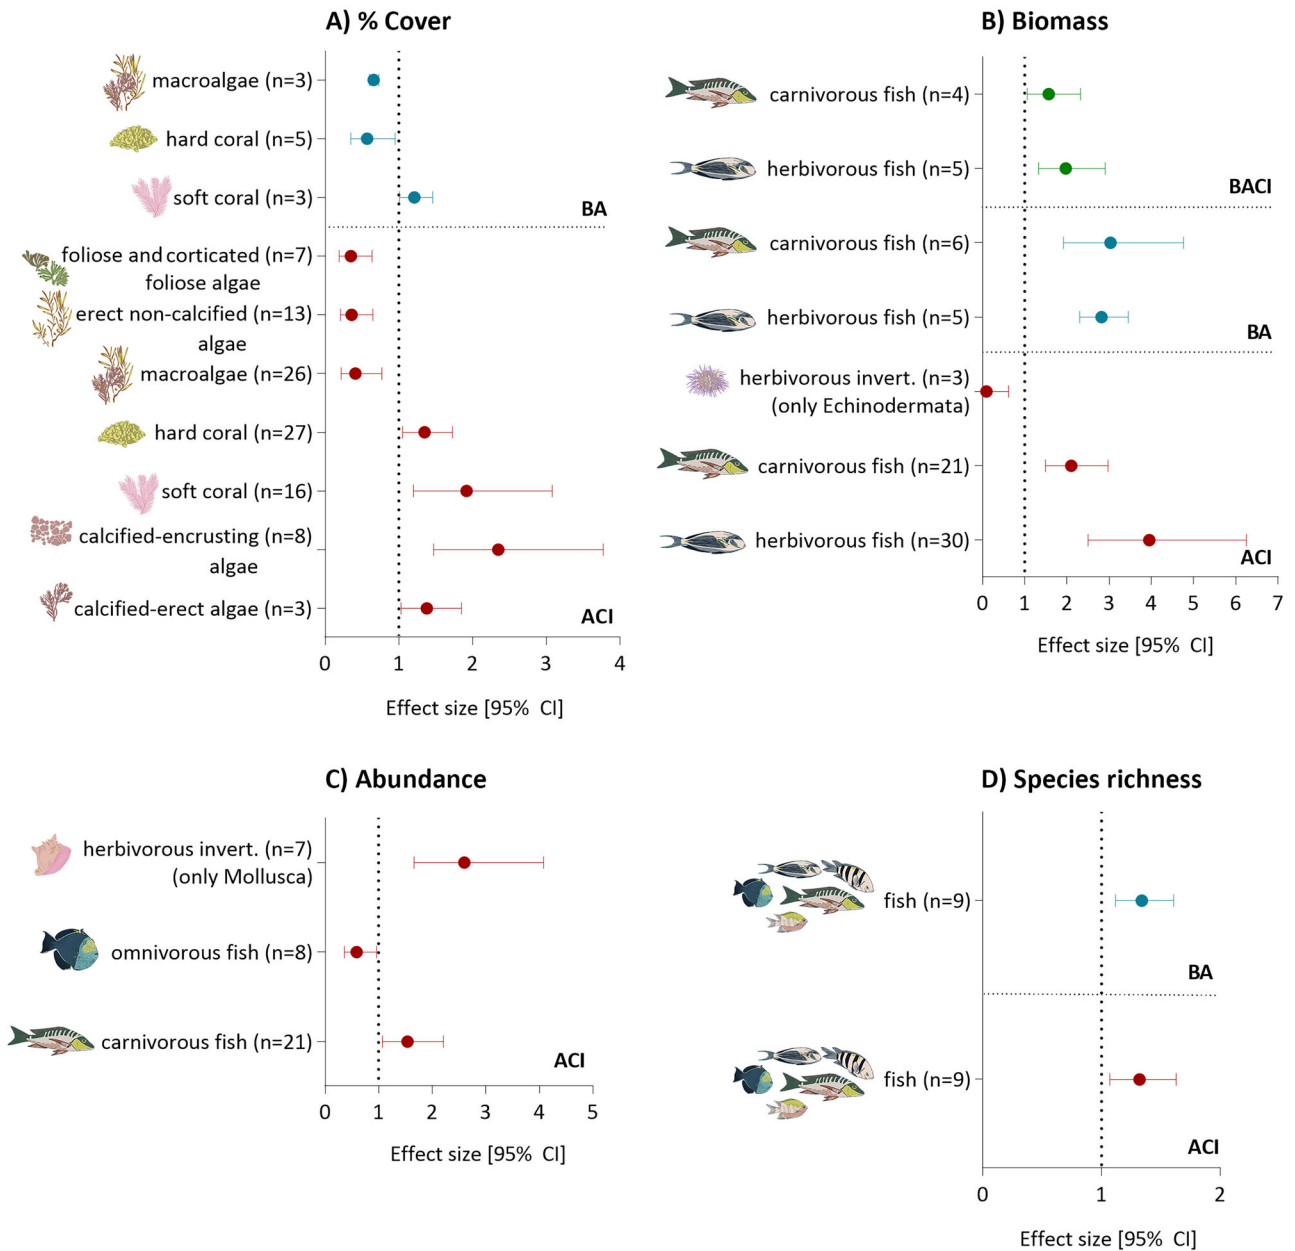 A) % Cover
macroalgae (n=3)
hard coral (n=5)
soft coral (n=3)
BA
foliose and corticated (n=7)
foliose algae
erect non-calcified (n=13)
algae
macroalgae (n=26)
hard coral (n=27)
soft coral (n=16)
calcified-encrusting (n=8)
algae
calcified-erect algae (n=3)
ACI
0 1 2 3 4
Effect size [95% CI]
B) Biomass
carnivorous fish (n=4)
herbivorous fish (n=5)
BACI
carnivorous fish (n=6)
herbivorous fish (n=5)
BA
herbivorous invert. (n=3)
(only Echinodermata)
carnivorous fish (n=21)
herbivorous fish (n=30)
ACI
0 1 2 3 4 5 6 7
Effect size [95% CI]
C) Abundance
herbivorous invert. (n=7)
(only Mollusca)
omnivorous fish (n=8)
carnivorous fish (n=21)
ACI
0 1 2 3 4 5
Effect size [95% CI]
D) Species richness
fish (n=9)
BA
fish (n=9)
ACI
0 1 2
Effect size [95% CI]